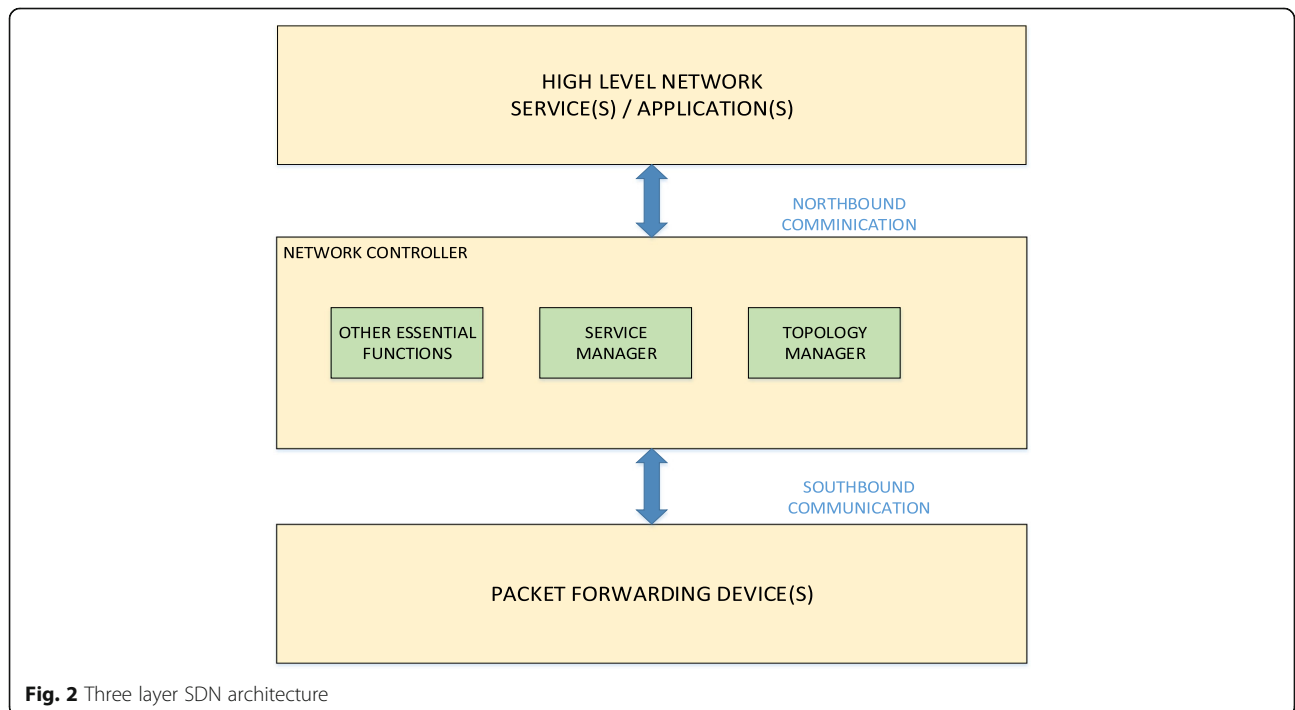 HIGH LEVEL NETWORK
SERVICE(S) / APPLICATION(S)
NORTHBOUND
COMMINICATION
NETWORK CONTROLLER
OTHER ESSENTIAL
FUNCTIONS
SERVICE
MANAGER
TOPOLOGY
MANAGER
SOUTHBOUND
COMMUNICATION
PACKET FORWARDING DEVICE(S)
Fig. 2 Three layer SDN architecture